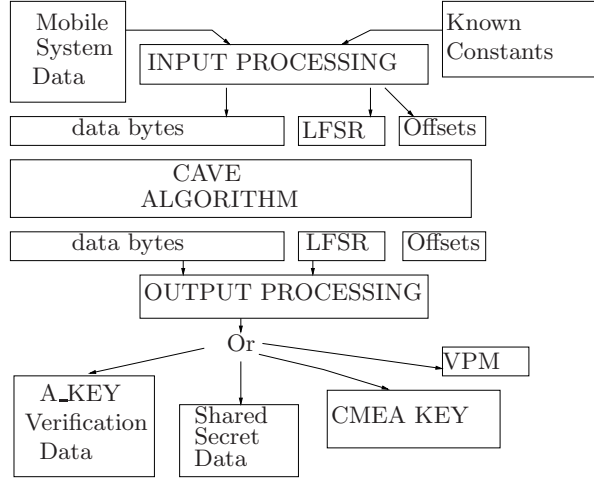 Mobile
System
Data
Known
Constants
INPUT PROCESSING
data bytes
LFSR
Offsets
CAVE
ALGORITHM
data bytes
LFSR
Offsets
OUTPUT PROCESSING
Or
VPM
A_KEY
Verification
Data
Shared
Secret
Data
CMEA KEY